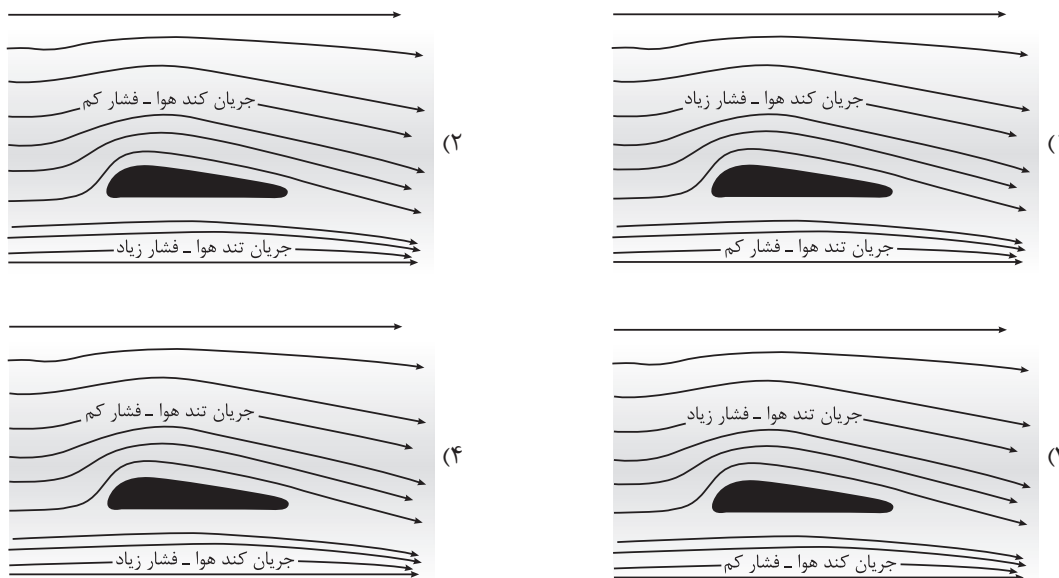 جریان کند هوا ـ فشار زیاد
جریان تند هوا ـ فشار کم
۲)
جریان کند هوا ـ فشار کم
جریان تند هوا ـ فشار زیاد
جریان تند هوا ـ فشار زیاد
جریان کند هوا ـ فشار کم
۴)
جریان تند هوا ـ فشار کم
جریان کند هوا ـ فشار زیاد